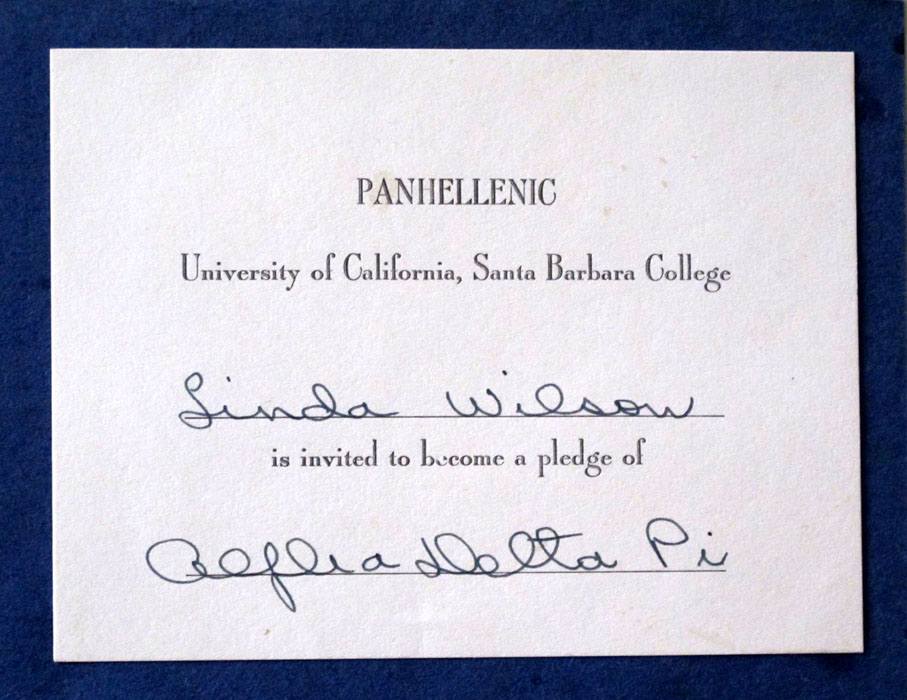 PANHELLENIC
University of California, Santa Barbara College
Linda Wilson
is invited to become a pledge of
Alpha Delta Pi